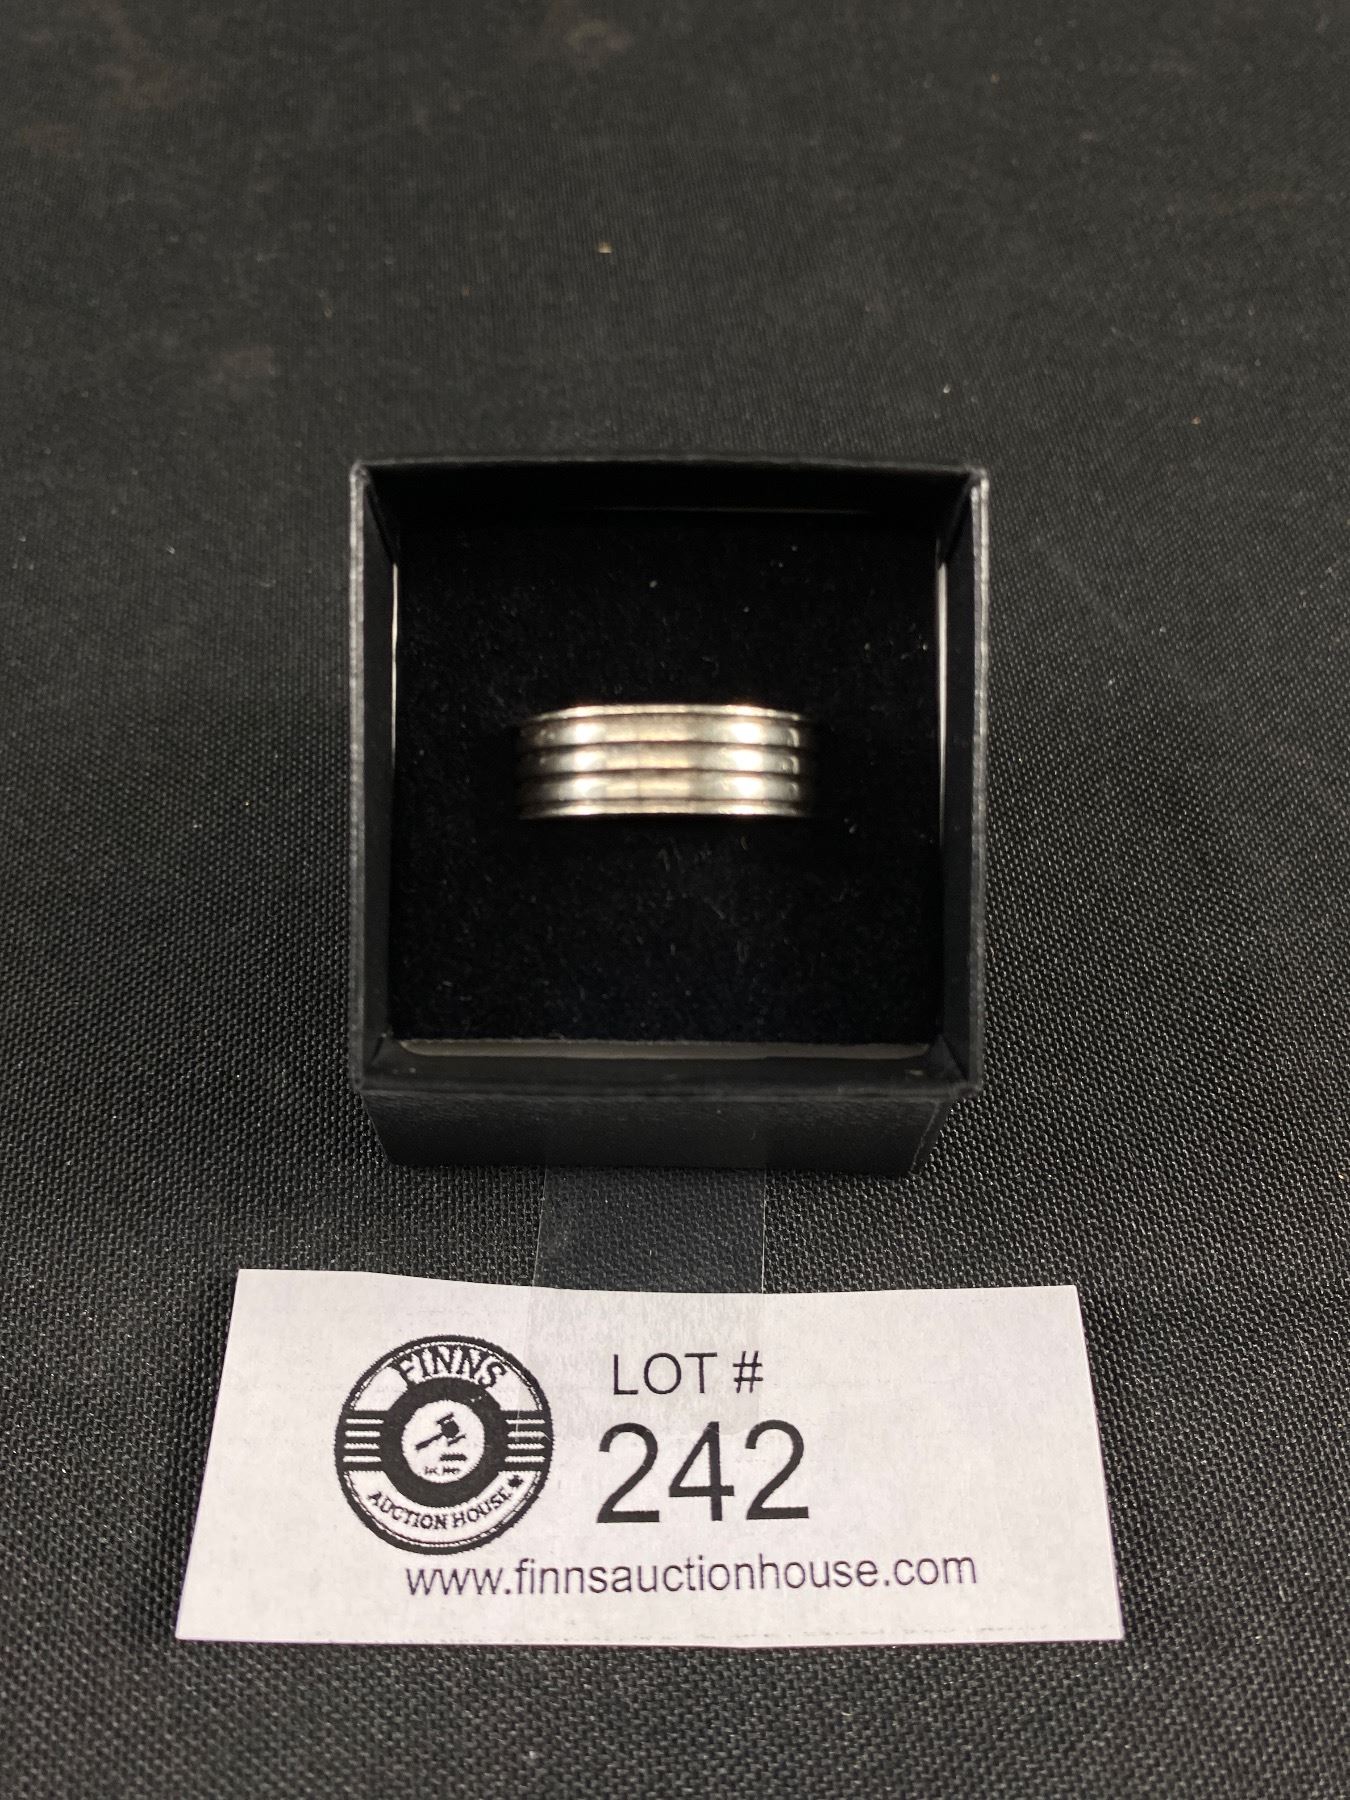 FINNS
AUCTION HOUSE
LOT #
242
www.finnsauctionhouse.com